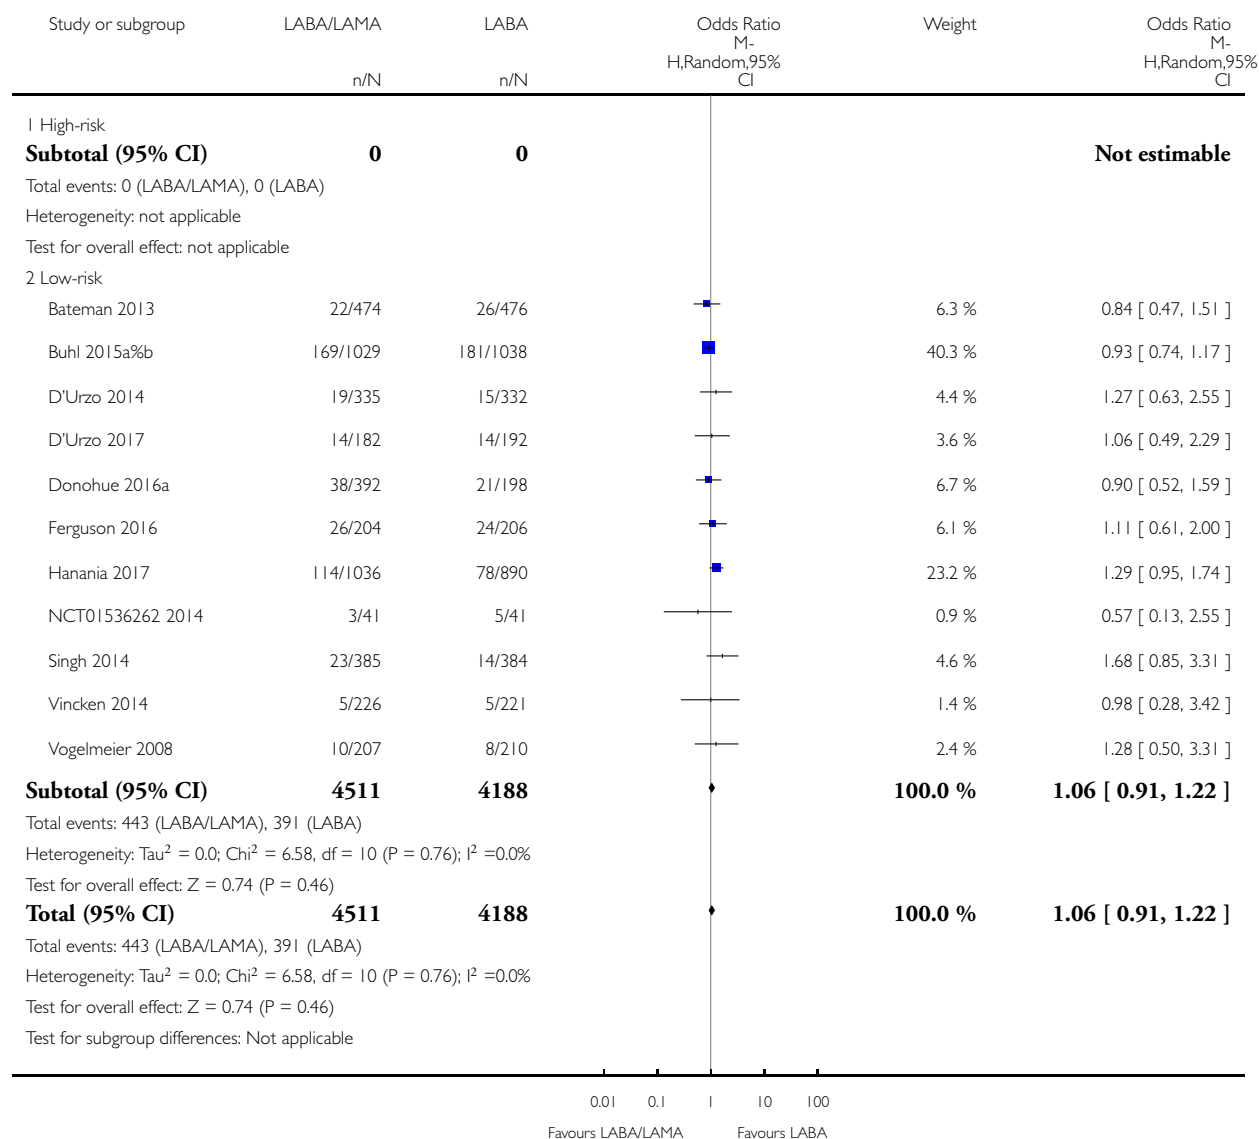 Study or subgroup LABA/LAMA LABA Odds Ratio Weight Odds Ratio
M- M-
H,Random,95% H,Random,95%
n/N n/N CI CI
1 High-risk
Subtotal (95% CI) 0 0 Not estimable
Total events: 0 (LABA/LAMA), 0 (LABA)
Heterogeneity: not applicable
Test for overall effect: not applicable
2 Low-risk
Bateman 2013 22/474 26/476 6.3 % 0.84 [ 0.47, 1.51 ]
Buhl 2015a%b 169/1029 181/1038 40.3 % 0.93 [ 0.74, 1.17 ]
D'Urzo 2014 19/335 15/332 4.4 % 1.27 [ 0.63, 2.55 ]
D'Urzo 2017 14/182 14/192 3.6 % 1.06 [ 0.49, 2.29 ]
Donohue 2016a 38/392 21/198 6.7 % 0.90 [ 0.52, 1.59 ]
Ferguson 2016 26/204 24/206 6.1 % 1.11 [ 0.61, 2.00 ]
Hanania 2017 114/1036 78/890 23.2 % 1.29 [ 0.95, 1.74 ]
NCT01536262 2014 3/41 5/41 0.9 % 0.57 [ 0.13, 2.55 ]
Singh 2014 23/385 14/384 4.6 % 1.68 [ 0.85, 3.31 ]
Vincken 2014 5/226 5/221 1.4 % 0.98 [ 0.28, 3.42 ]
Vogelmeier 2008 10/207 8/210 2.4 % 1.28 [ 0.50, 3.31 ]
Subtotal (95% CI) 4511 4188 100.0 % 1.06 [ 0.91, 1.22 ]
Total events: 443 (LABA/LAMA), 391 (LABA)
Heterogeneity: Tau² = 0.0; Chi² = 6.58, df = 10 (P = 0.76); I² =0.0%
Test for overall effect: Z = 0.74 (P = 0.46)
Total (95% CI) 4511 4188 100.0 % 1.06 [ 0.91, 1.22 ]
Total events: 443 (LABA/LAMA), 391 (LABA)
Heterogeneity: Tau² = 0.0; Chi² = 6.58, df = 10 (P = 0.76); I² =0.0%
Test for overall effect: Z = 0.74 (P = 0.46)
Test for subgroup differences: Not applicable
0.01 0.1 1 10 100
Favours LABA/LAMA Favours LABA